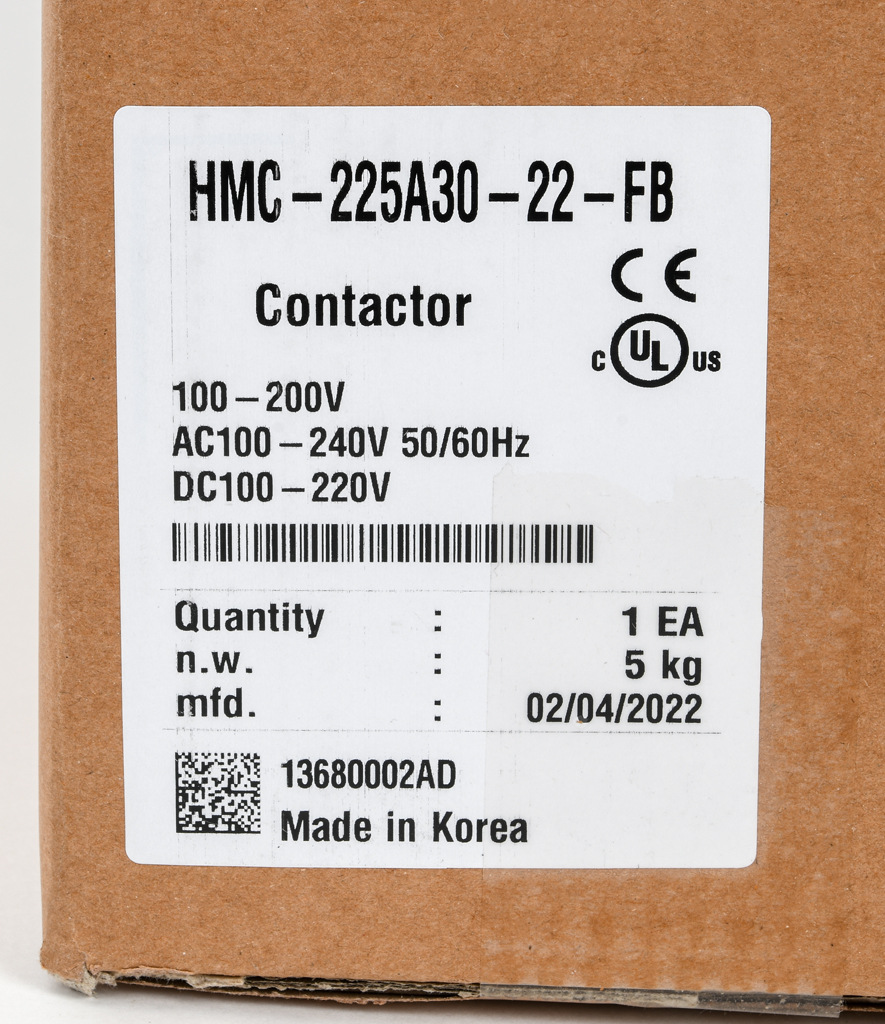 HMC-225A30-22-FB
CE
Contactor
C UL US
100-200V
AC100-240V 50/60Hz
DC100-220V
Quantity : 1 EA
n.w. : 5 kg
mfd. : 02/04/2022
13680002AD
Made in Korea